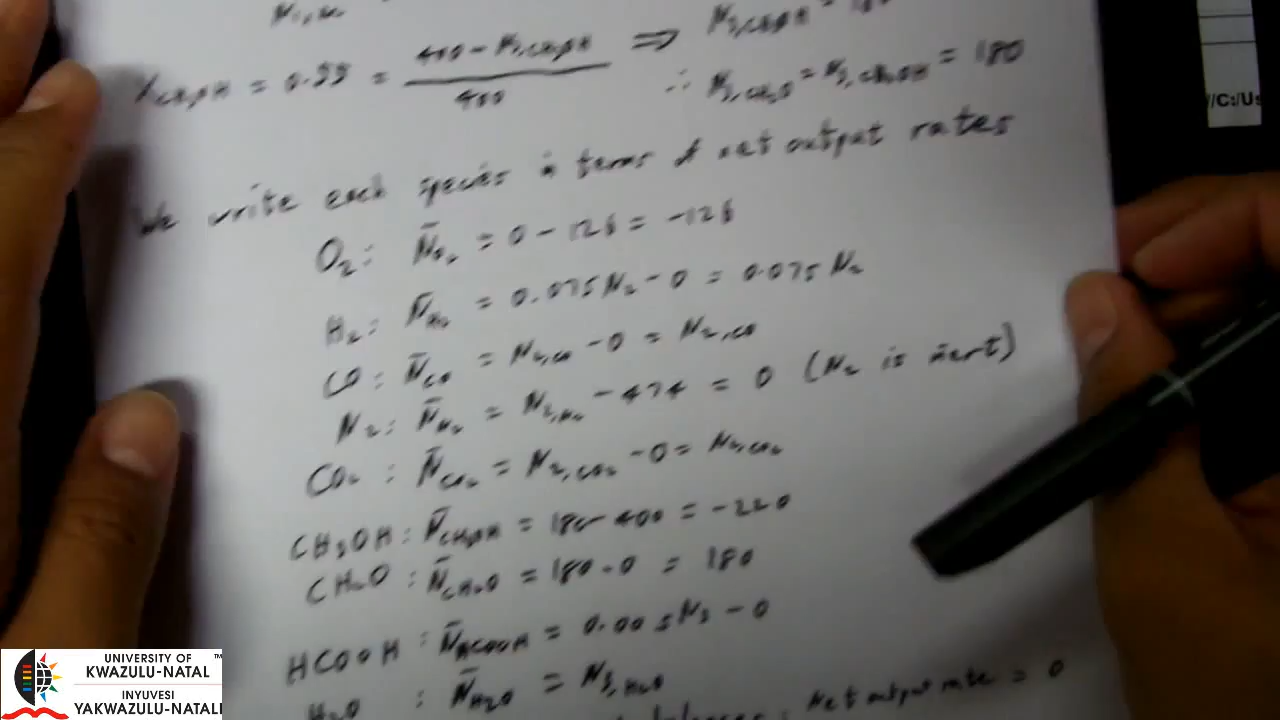 X_CH3OH = 0.55 = (400 - N3,CH3OH) / 400 ⇒ N3,CH3OH = 180
∴ N3,CH2O = N3,CH3OH = 180
We write each species in terms of net output rates
O2: N̄O2 = 0 - 126 = -126
H2: N̄H2 = 0.075N2 - 0 = 0.075N2
CO: N̄CO = N2,CO - 0 = N2,CO
N2: N̄N2 = N2,N2 - 474 = 0 (N2 is inert)
CO2: N̄CO2 = N2,CO2 - 0 = N2,CO2
CH3OH: N̄CH3OH = 180 - 400 = -220
CH2O: N̄CH2O = 180 - 0 = 180
HCOOH: N̄HCOOH = 0.005N3 - 0
H2O: N̄H2O = N3,H2O
balances: Net output rate = 0
//C:/Us
UNIVERSITY OF ™
KWAZULU-NATAL
INYUVESI
YAKWAZULU-NATALI